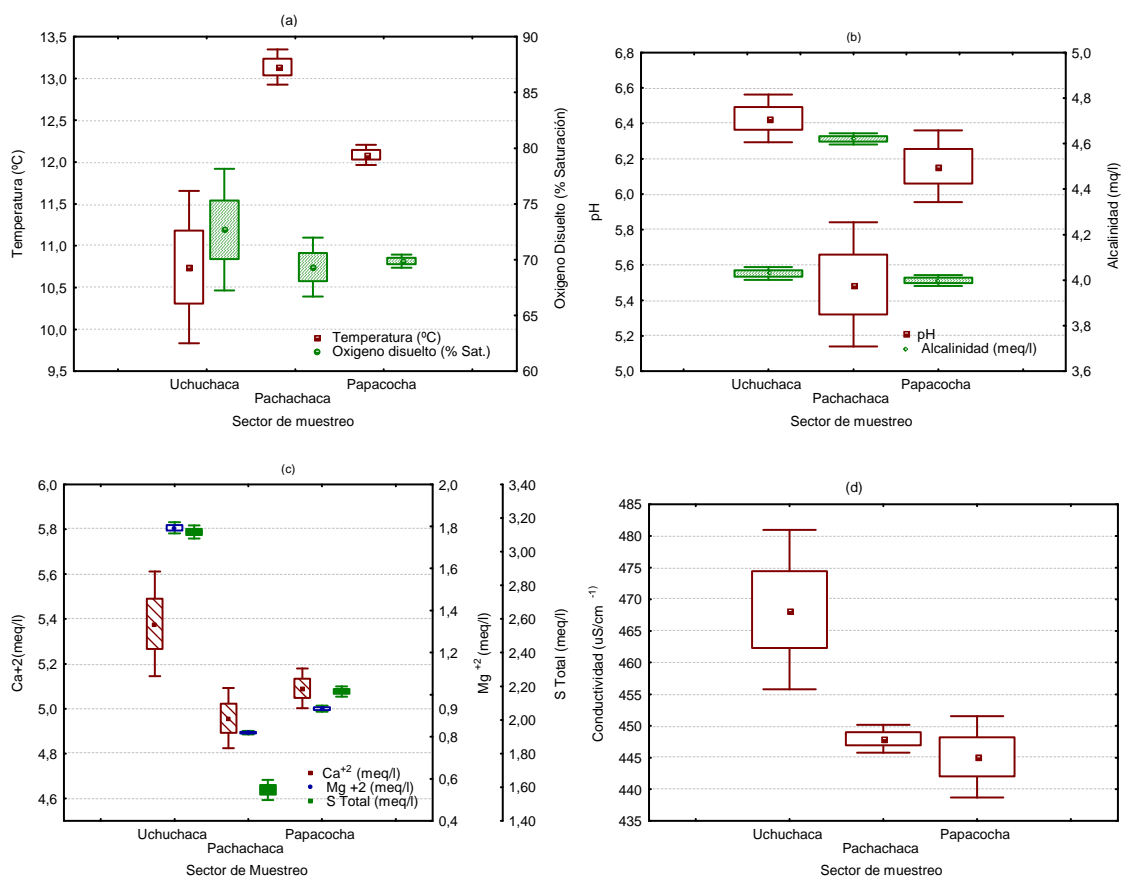 (a)
13,5
13,0
12,5
12,0
11,5
11,0
10,5
10,0
9,5
Temperatura (ºC)
90
85
80
75
70
65
60
Oxigeno Disuelto (% Saturación)
Temperatura (ºC)
Oxigeno disuelto (% Sat.)
Uchuchaca
Pachachaca
Papacocha
Sector de muestreo
(b)
6,8
6,6
6,4
6,2
6,0
5,8
5,6
5,4
5,2
5,0
pH
5,0
4,8
4,6
4,4
4,2
4,0
3,8
3,6
Alcalinidad (mq/l)
pH
Alcalinidad (meq/l)
Uchuchaca
Pachachaca
Papacocha
Sector de muestreo
(c)
6,0
5,8
5,6
5,4
5,2
5,0
4,8
4,6
Ca+2(meq/l)
2,0
1,8
1,6
1,4
1,2
0,9
0,8
0,6
0,4
Mg +2 (meq/l)
3,40
3,20
3,00
2,80
2,60
2,40
2,20
2,00
1,80
1,60
1,40
S Total (meq/l)
Ca+2 (meq/l)
Mg +2 (meq/l)
S Total (meq/l)
Uchuchaca
Pachachaca
Papacocha
Sector de Muestreo
(d)
485
480
475
470
465
460
455
450
445
440
435
Conductividad (uS/cm -1)
Uchuchaca
Pachachaca
Papacocha
Sector de muestreo